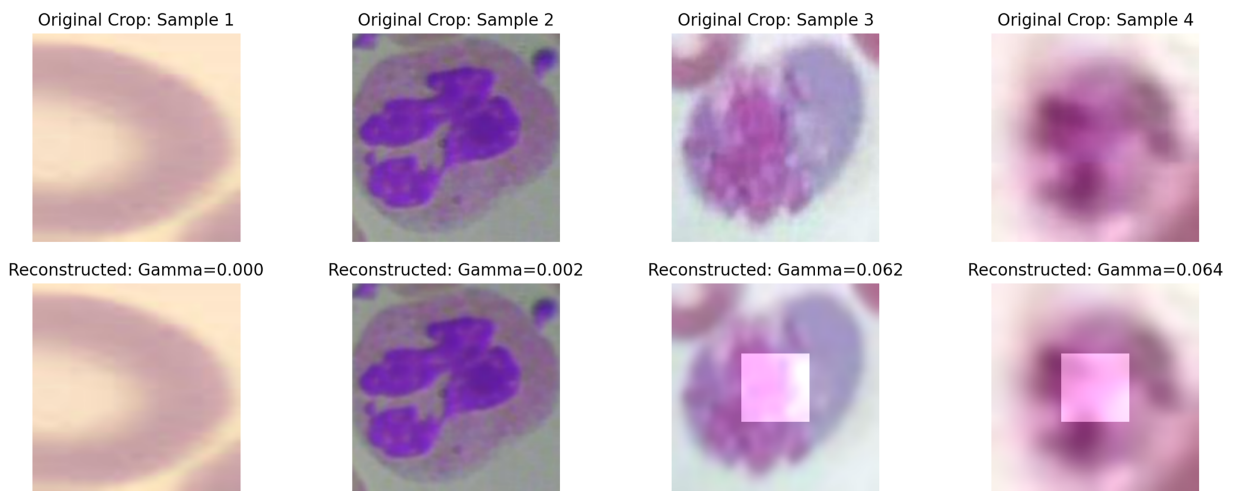 Original Crop: Sample 1
Original Crop: Sample 2
Original Crop: Sample 3
Original Crop: Sample 4
Reconstructed: Gamma=0.000
Reconstructed: Gamma=0.002
Reconstructed: Gamma=0.062
Reconstructed: Gamma=0.064